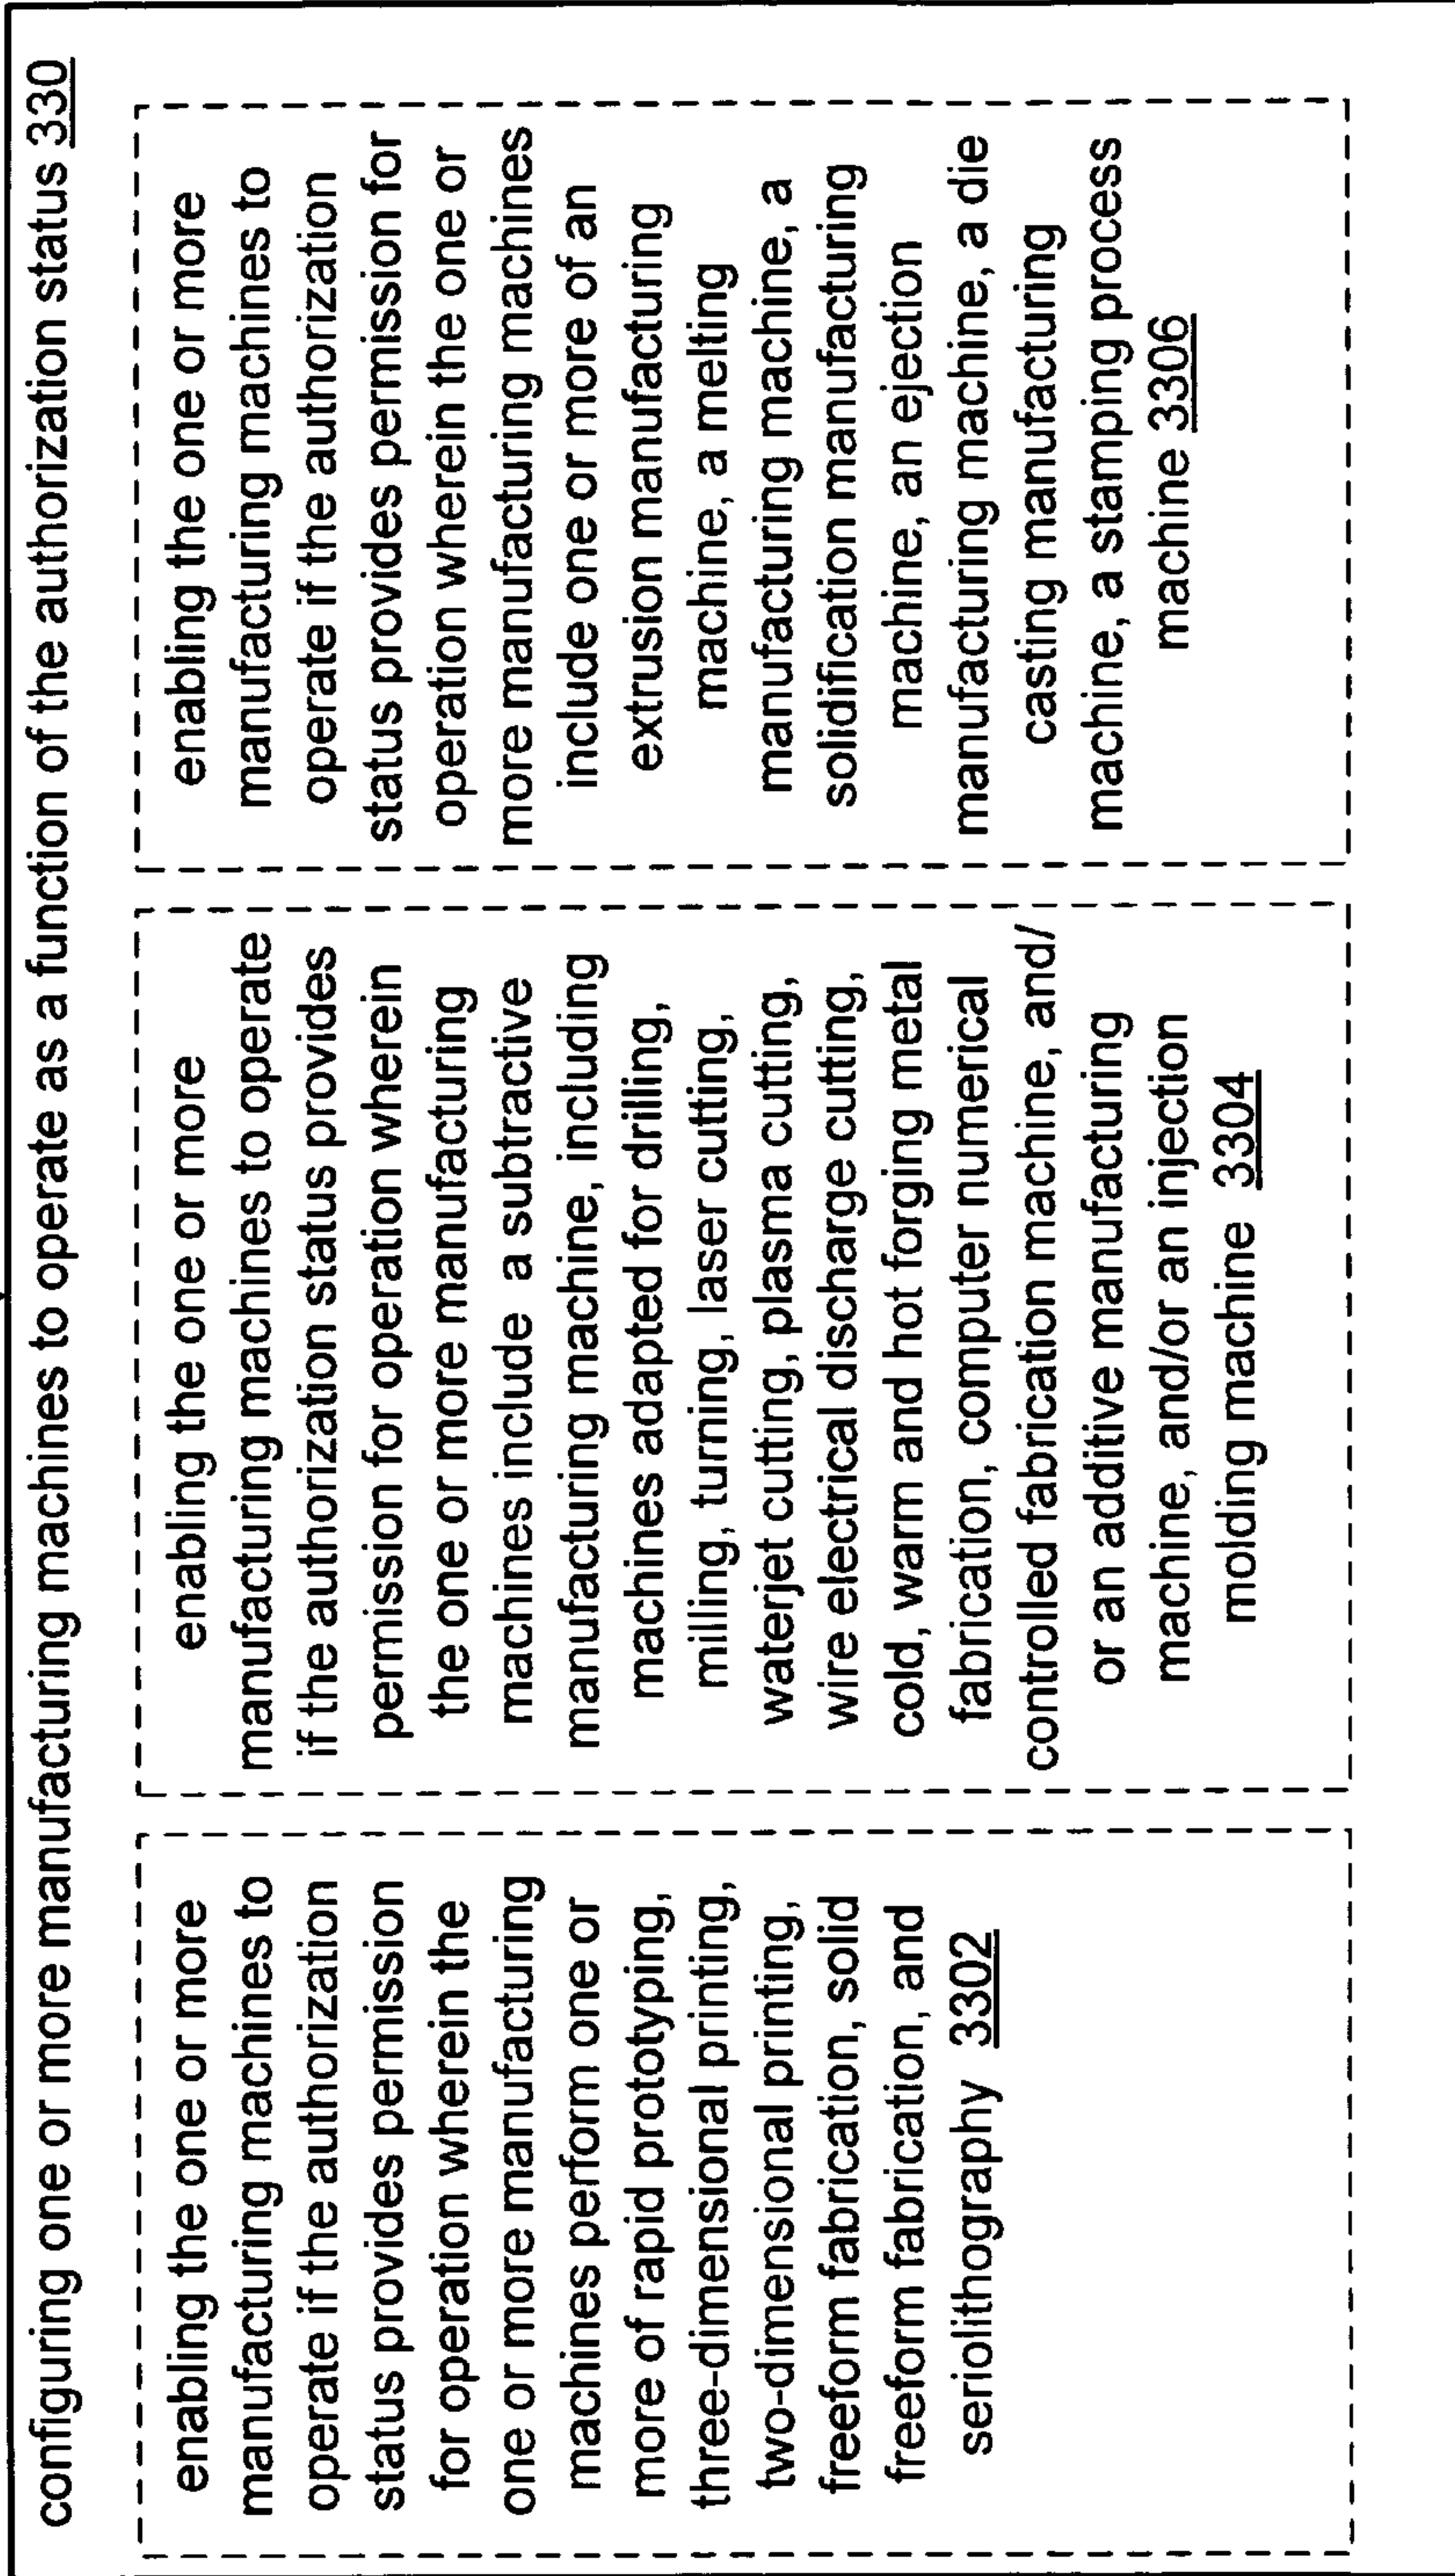 configuring one or more manufacturing machines to operate as a function of the authorization status 330
enabling the one or more
manufacturing machines to
operate if the authorization
status provides permission
for operation wherein the
one or more manufacturing
machines perform one or
more of rapid prototyping,
three-dimensional printing,
two-dimensional printing,
freeform fabrication, solid
freeform fabrication, and
seriolithography 3302
enabling the one or more
manufacturing machines to operate
if the authorization status provides
permission for operation wherein
the one or more manufacturing
machines include a subtractive
manufacturing machine, including
machines adapted for drilling,
milling, turning, laser cutting,
waterjet cutting, plasma cutting,
wire electrical discharge cutting,
cold, warm and hot forging metal
fabrication, computer numerical
controlled fabrication machine, and/
or an additive manufacturing
machine, and/or an injection
molding machine 3304
enabling the one or more
manufacturing machines to
operate if the authorization
status provides permission for
operation wherein the one or
more manufacturing machines
include one or more of an
extrusion manufacturing
machine, a melting
manufacturing machine, a
solidification manufacturing
machine, an ejection
manufacturing machine, a die
casting manufacturing
machine, a stamping process
machine 3306